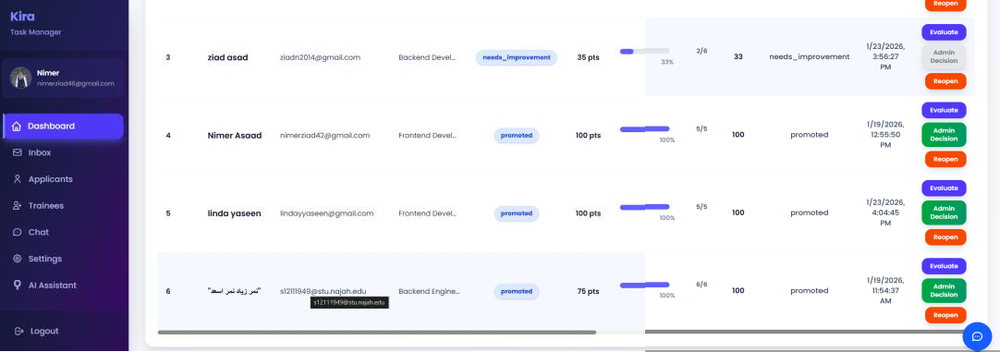 Kira
Task Manager
Nimer
nimerziad46@gmail.com
Dashboard
Inbox
Applicants
Trainees
Chat
Settings
AI Assistant
Logout
Reopen
3 ziad asad ziadn2014@gmail.com Backend Devel... needs_improvement 35 pts 33% 2/6 33 needs_improvement 1/23/2026, 3:56:27 PM
Evaluate
Admin Decision
Reopen
4 Nimer Asaad nimerziad42@gmail.com Frontend Devel... promoted 100 pts 100% 5/5 100 promoted 1/19/2026, 12:55:50 PM
Evaluate
Admin Decision
Reopen
5 linda yaseen lindayyaseen@gmail.com Frontend Devel... promoted 100 pts 100% 5/5 100 promoted 1/23/2026, 4:04:45 PM
Evaluate
Admin Decision
Reopen
6 "نمر زياد نمر اسعد" s12111949@stu.najah.edu Backend Engine... promoted 75 pts 100% 6/6 100 promoted 1/19/2026, 11:54:37 AM
s12111949@stu.najah.edu
Evaluate
Admin Decision
Reopen